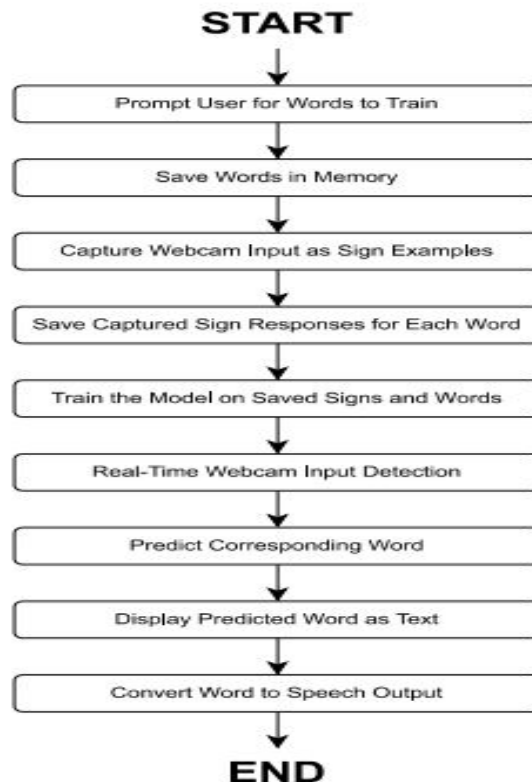 START
Prompt User for Words to Train
Save Words in Memory
Capture Webcam Input as Sign Examples
Save Captured Sign Responses for Each Word
Train the Model on Saved Signs and Words
Real-Time Webcam Input Detection
Predict Corresponding Word
Display Predicted Word as Text
Convert Word to Speech Output
END